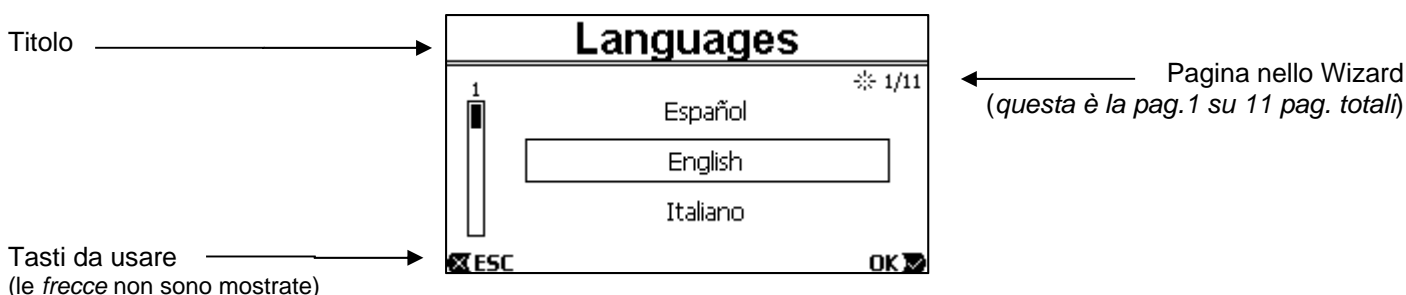 Titolo
Languages
Pagina nello Wizard
(questa è la pag.1 su 11 pag. totali)
1/11
1
Español
English
Italiano
Tasti da usare
(le frecce non sono mostrate)
ESC
OK